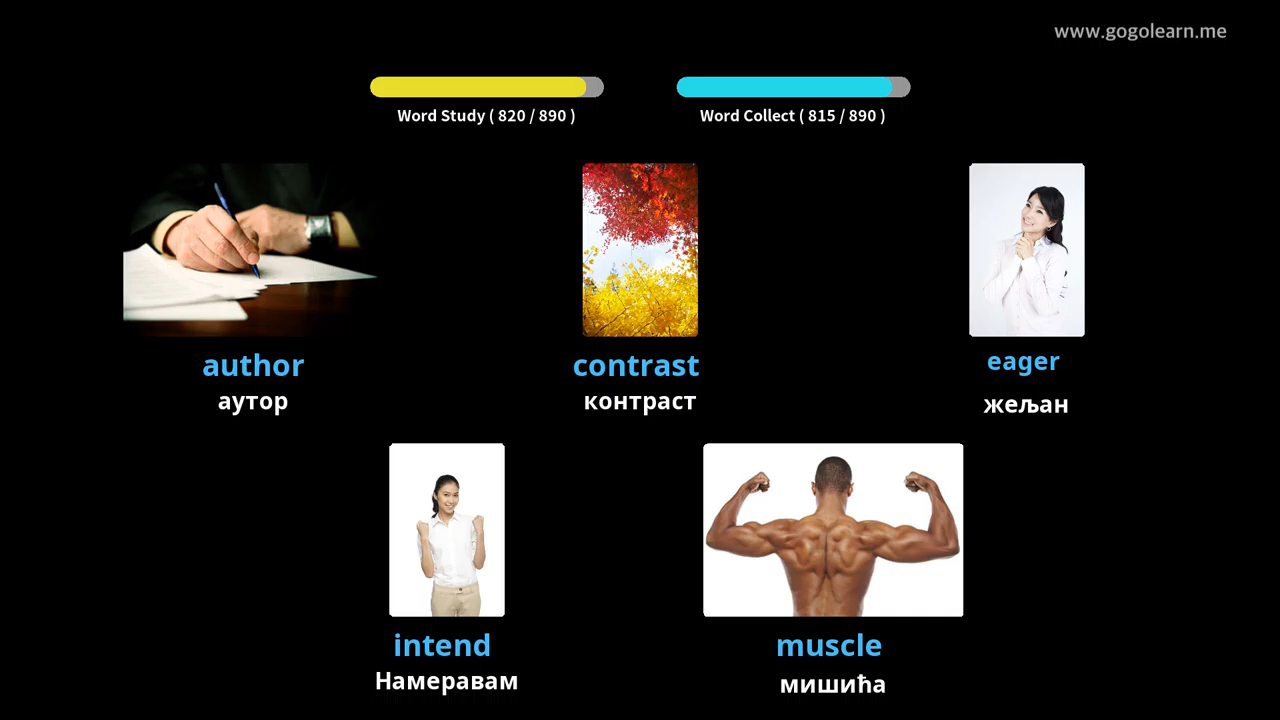 www.gogolearn.me
Word Study ( 820 / 890 )
Word Collect ( 815 / 890 )
author
аутор
contrast
контраст
eager
жељан
intend
Намеравам
muscle
мишића